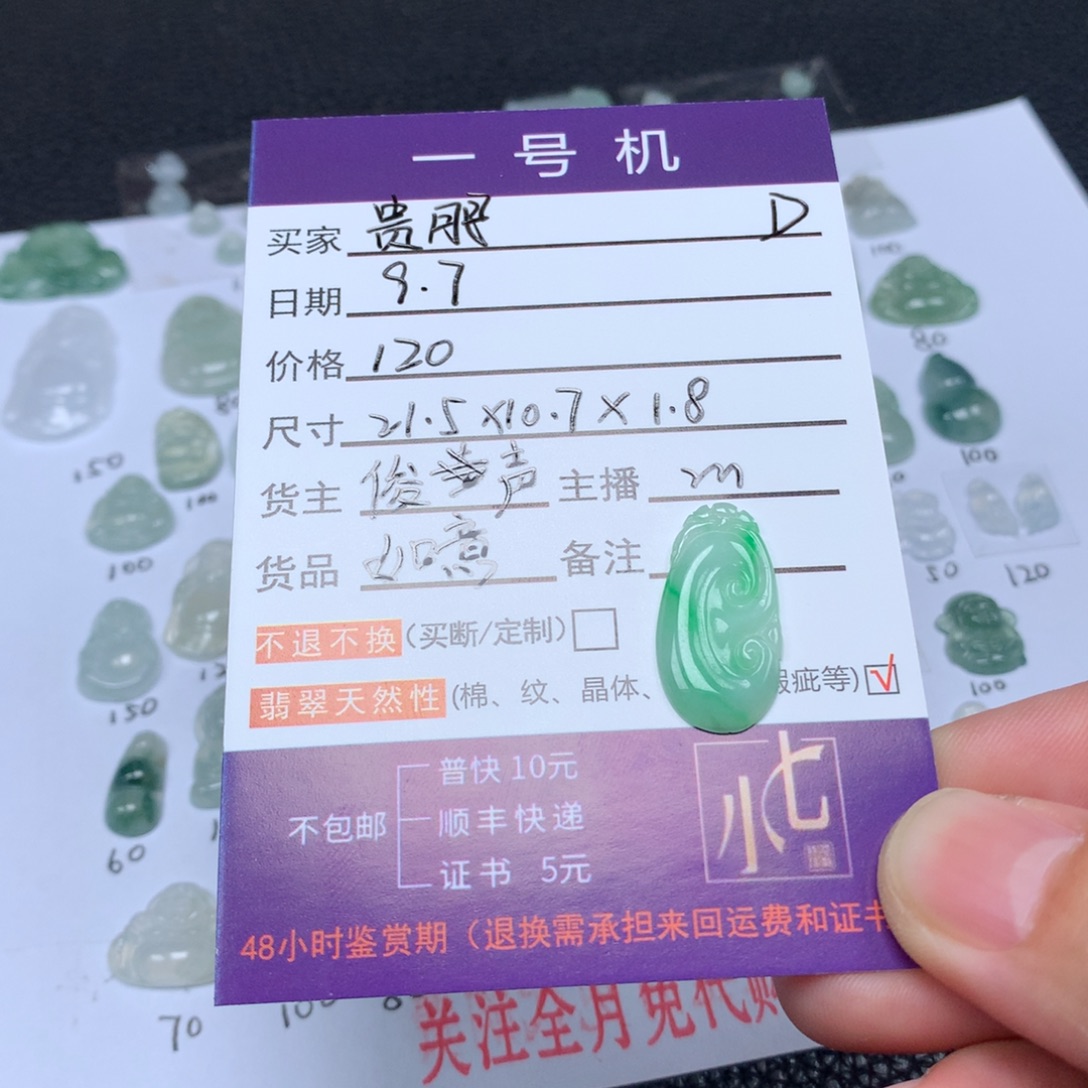 一号机
买家 贵 D
日期 9.7
价格 120
尺寸 21.5×10.7×1.8
货主 俊 声 主播 m
货品 如意 备注
不退不换(买断/定制)
翡翠天然性(棉、纹、晶体、瑕疵等) √
不包邮
普快10元
顺丰快递
证书 5元
小七
48小时鉴赏期（退换需承担来回运费和证书
关注全月免代购
80
100
50
120
100
150
100
100
150
60
70
100